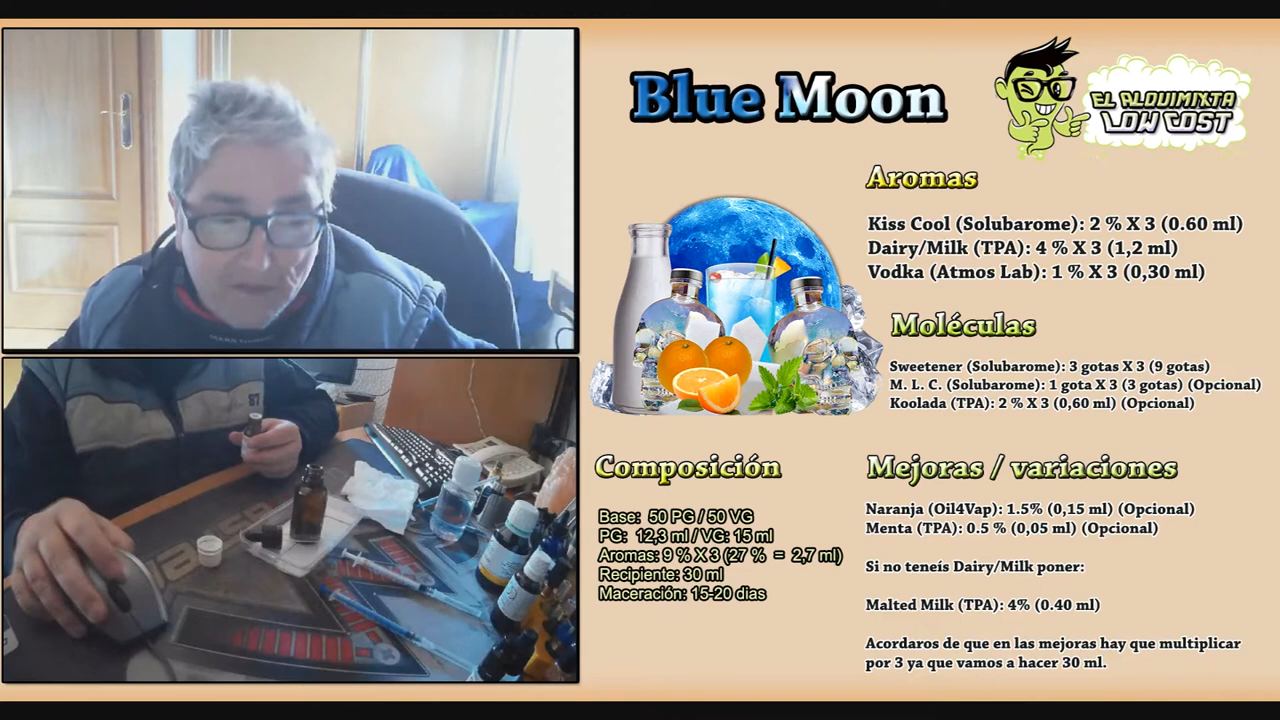 Blue Moon
EL ALQUIMIXTA
LOW COST
Aromas
Kiss Cool (Solubarome): 2 % X 3 (0.60 ml)
Dairy/Milk (TPA): 4 % X 3 (1,2 ml)
Vodka (Atmos Lab): 1 % X 3 (0,30 ml)
Moléculas
Sweetener (Solubarome): 3 gotas X 3 (9 gotas)
M. L. C. (Solubarome): 1 gota X 3 (3 gotas) (Opcional)
Koolada (TPA): 2 % X 3 (0,60 ml) (Opcional)
Composición
Base: 50 PG / 50 VG
PG: 12,3 ml / VG: 15 ml
Aromas: 9 % X 3 (27 % = 2,7 ml)
Recipiente: 30 ml
Maceración: 15-20 dias
Mejoras / variaciones
Naranja (Oil4Vap): 1.5% (0,15 ml) (Opcional)
Menta (TPA): 0.5 % (0,05 ml) (Opcional)
Si no teneís Dairy/Milk poner:
Malted Milk (TPA): 4% (0.40 ml)
Acordaros de que en las mejoras hay que multiplicar
por 3 ya que vamos a hacer 30 ml.
87